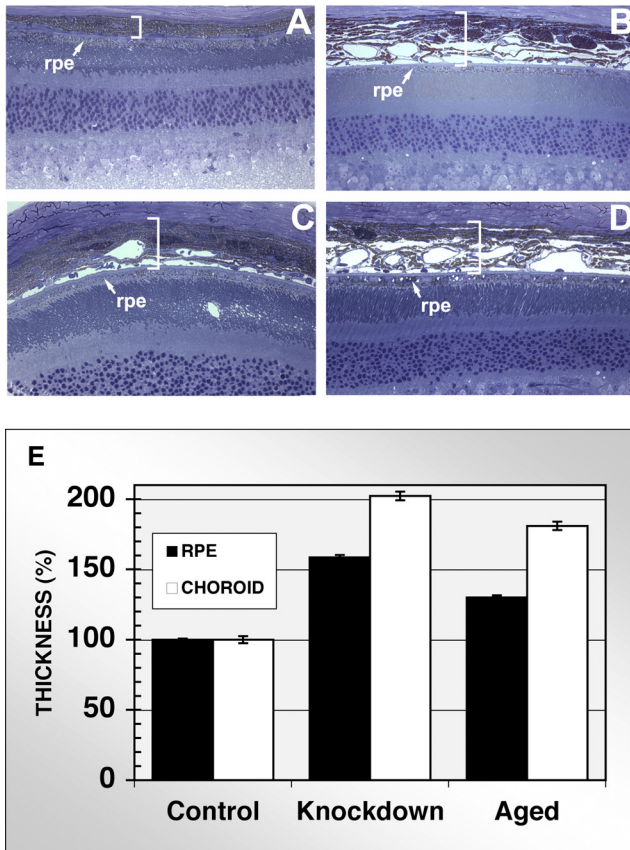 A
rpe
B
rpe
C
rpe
D
rpe
E
THICKNESS (%)
200
150
100
50
0
RPE
CHOROID
Control Knockdown Aged